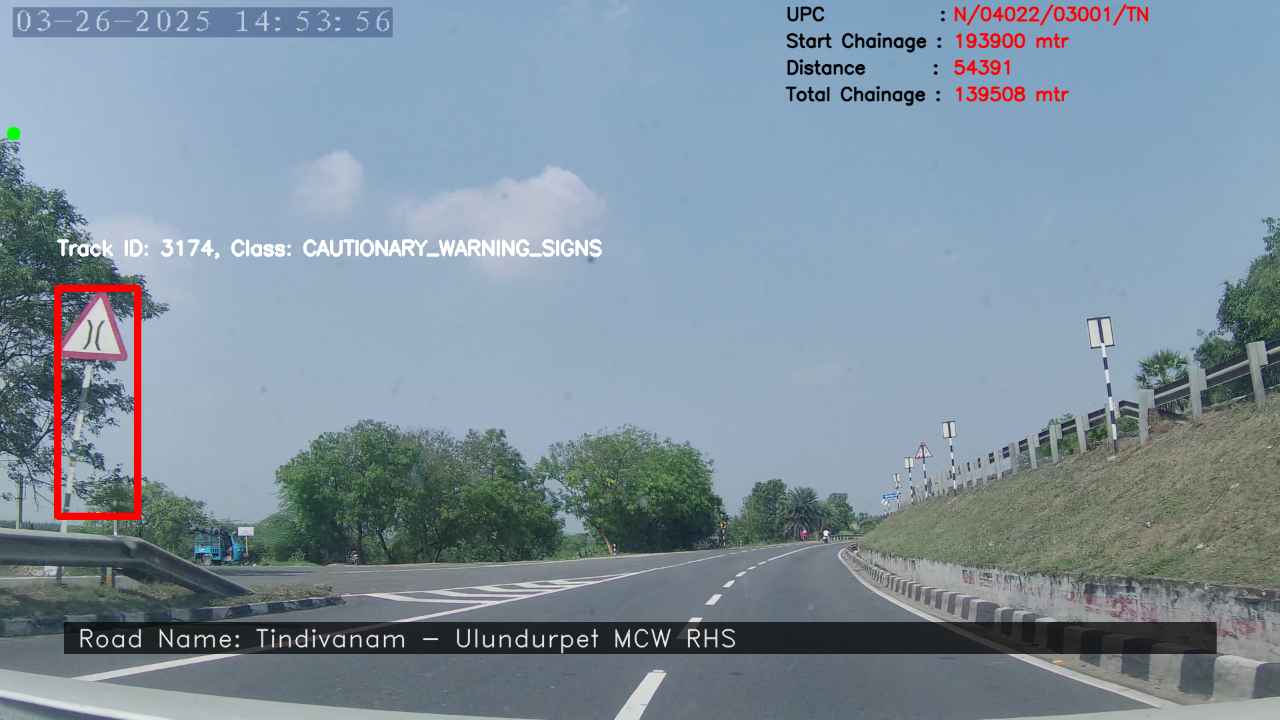 03-26-2025 14:53:56
UPC : N/04022/03001/TN
Start Chainage : 193900 mtr
Distance : 54391
Total Chainage : 139508 mtr
Track ID: 3174, Class: CAUTIONARY_WARNING_SIGNS
Road Name: Tindivanam - Ulundurpet MCW RHS